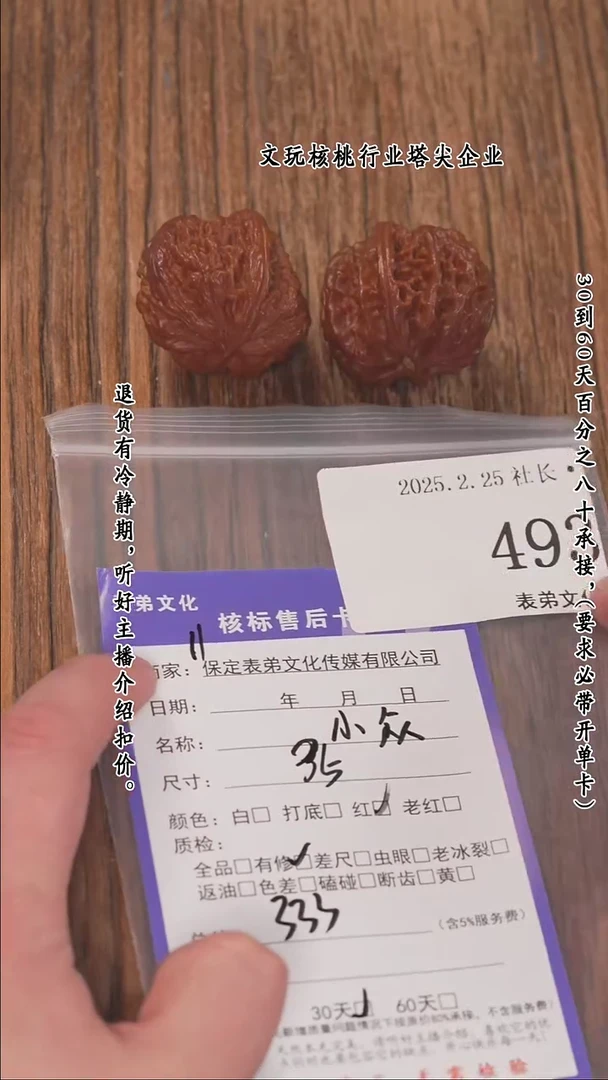 文玩核桃行业塔尖企业
30到60天百分之八十承接，（要求必带开单卡）
退货有冷静期，听好主播介绍扣价。
2025.2.25 社长
493
表弟文
弟文化
核标售后卡
11
商家：保定表弟文化传媒有限公司
日期： 年 月 日
名称： 小众
尺寸： 35
颜色：白□ 打底□ 红☑ 老红□
质检：
全品□有修☑差尺□虫眼□老冰裂□
返油□色差□磕碰□断齿□黄□
333 （含5%服务费）
30天☑ 60天□